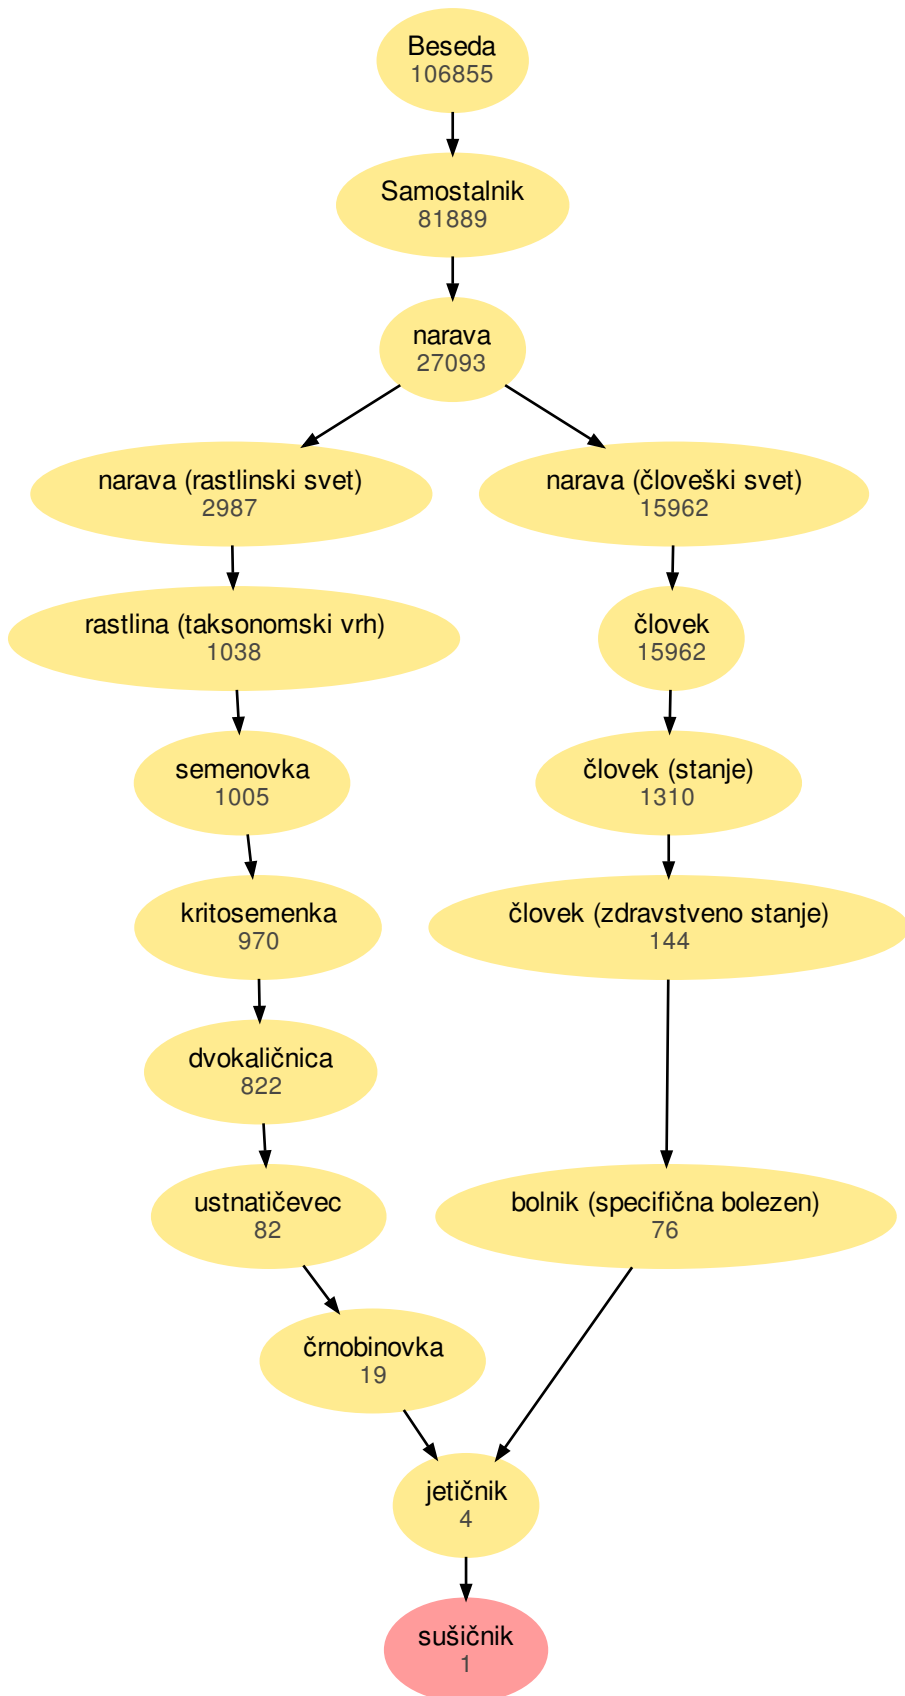 Beseda
106855
Samostalnik
81889
narava
27093
narava (rastlinski svet)
2987
narava (človeški svet)
15962
rastlina (taksonomski vrh)
1038
človek
15962
semenovka
1005
človek (stanje)
1310
kritosemenka
970
človek (zdravstveno stanje)
144
dvokaličnica
822
ustnatičevec
82
bolnik (specifična bolezen)
76
črnobinovka
19
jetičnik
4
sušičnik
1